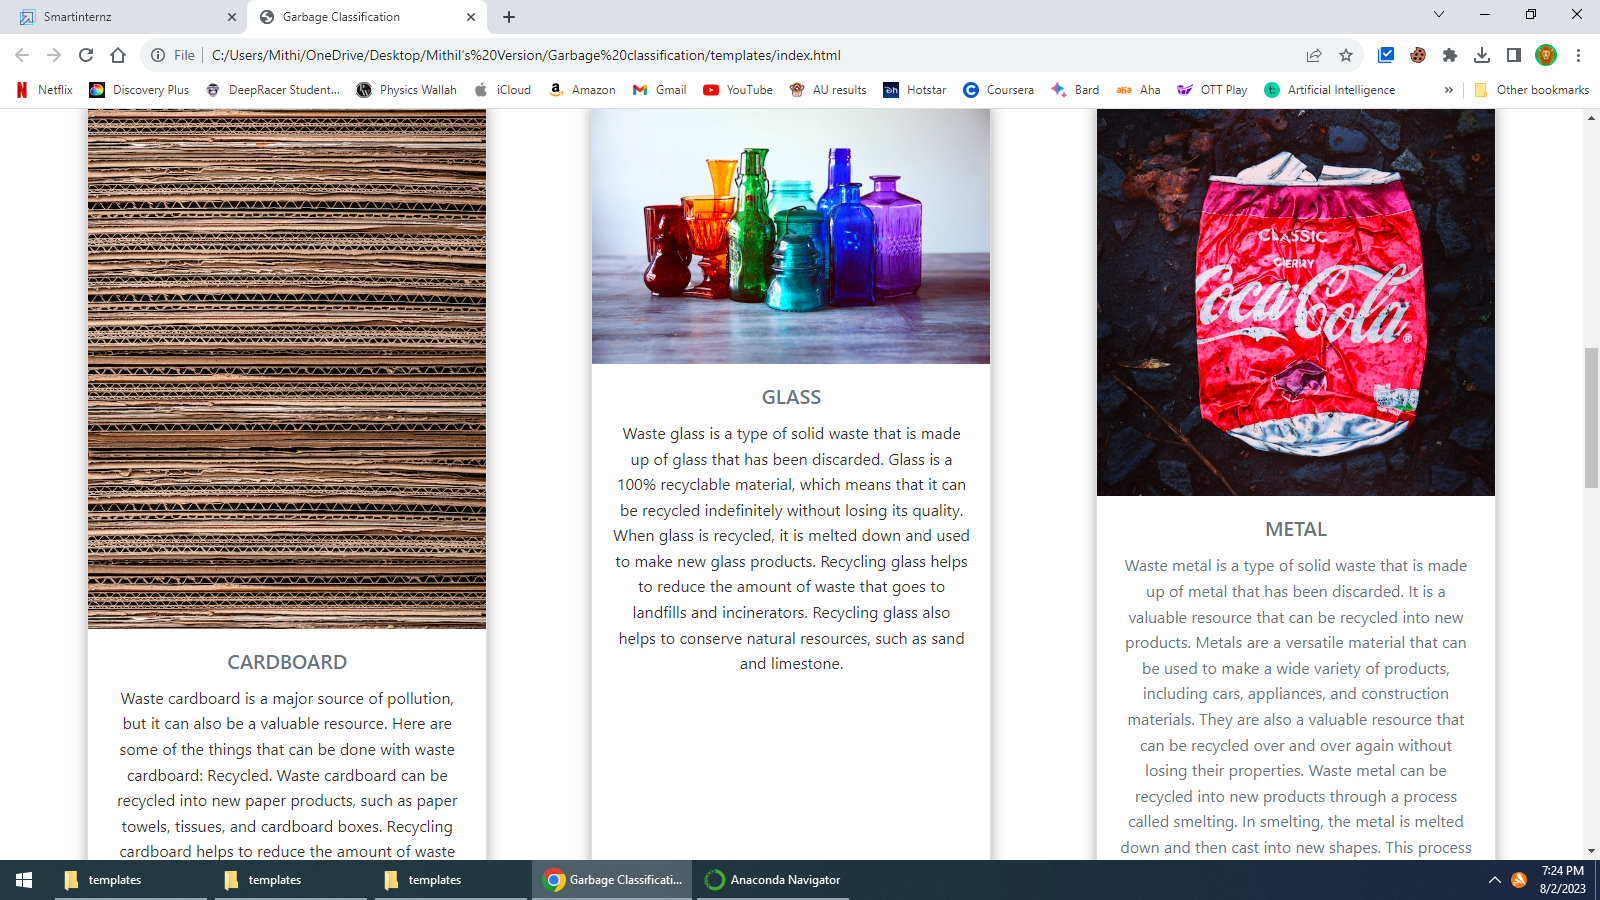 Smartinternz
Garbage Classification
File
C:/Users/Mithi/OneDrive/Desktop/Mithil's%20Version/Garbage%20classification/templates/index.html
Netflix
Discovery Plus
DeepRacer Student...
Physics Wallah
iCloud
Amazon
Gmail
YouTube
AU results
Hotstar
Coursera
Bard
Aha
OTT Play
Artificial Intelligence
Other bookmarks
CLASSIC
CHERRY
Coca-Cola
GLASS
Waste glass is a type of solid waste that is made
up of glass that has been discarded. Glass is a
100% recyclable material, which means that it can
be recycled indefinitely without losing its quality.
When glass is recycled, it is melted down and used
to make new glass products. Recycling glass helps
to reduce the amount of waste that goes to
landfills and incinerators. Recycling glass also
helps to conserve natural resources, such as sand
and limestone.
METAL
Waste metal is a type of solid waste that is made
up of metal that has been discarded. It is a
valuable resource that can be recycled into new
products. Metals are a versatile material that can
be used to make a wide variety of products,
including cars, appliances, and construction
materials. They are also a valuable resource that
can be recycled over and over again without
losing their properties. Waste metal can be
recycled into new products through a process
called smelting. In smelting, the metal is melted
down and then cast into new shapes. This process
CARDBOARD
Waste cardboard is a major source of pollution,
but it can also be a valuable resource. Here are
some of the things that can be done with waste
cardboard: Recycled. Waste cardboard can be
recycled into new paper products, such as paper
towels, tissues, and cardboard boxes. Recycling
cardboard helps to reduce the amount of waste
templates
templates
templates
Garbage Classificati...
Anaconda Navigator
7:24 PM
8/2/2023